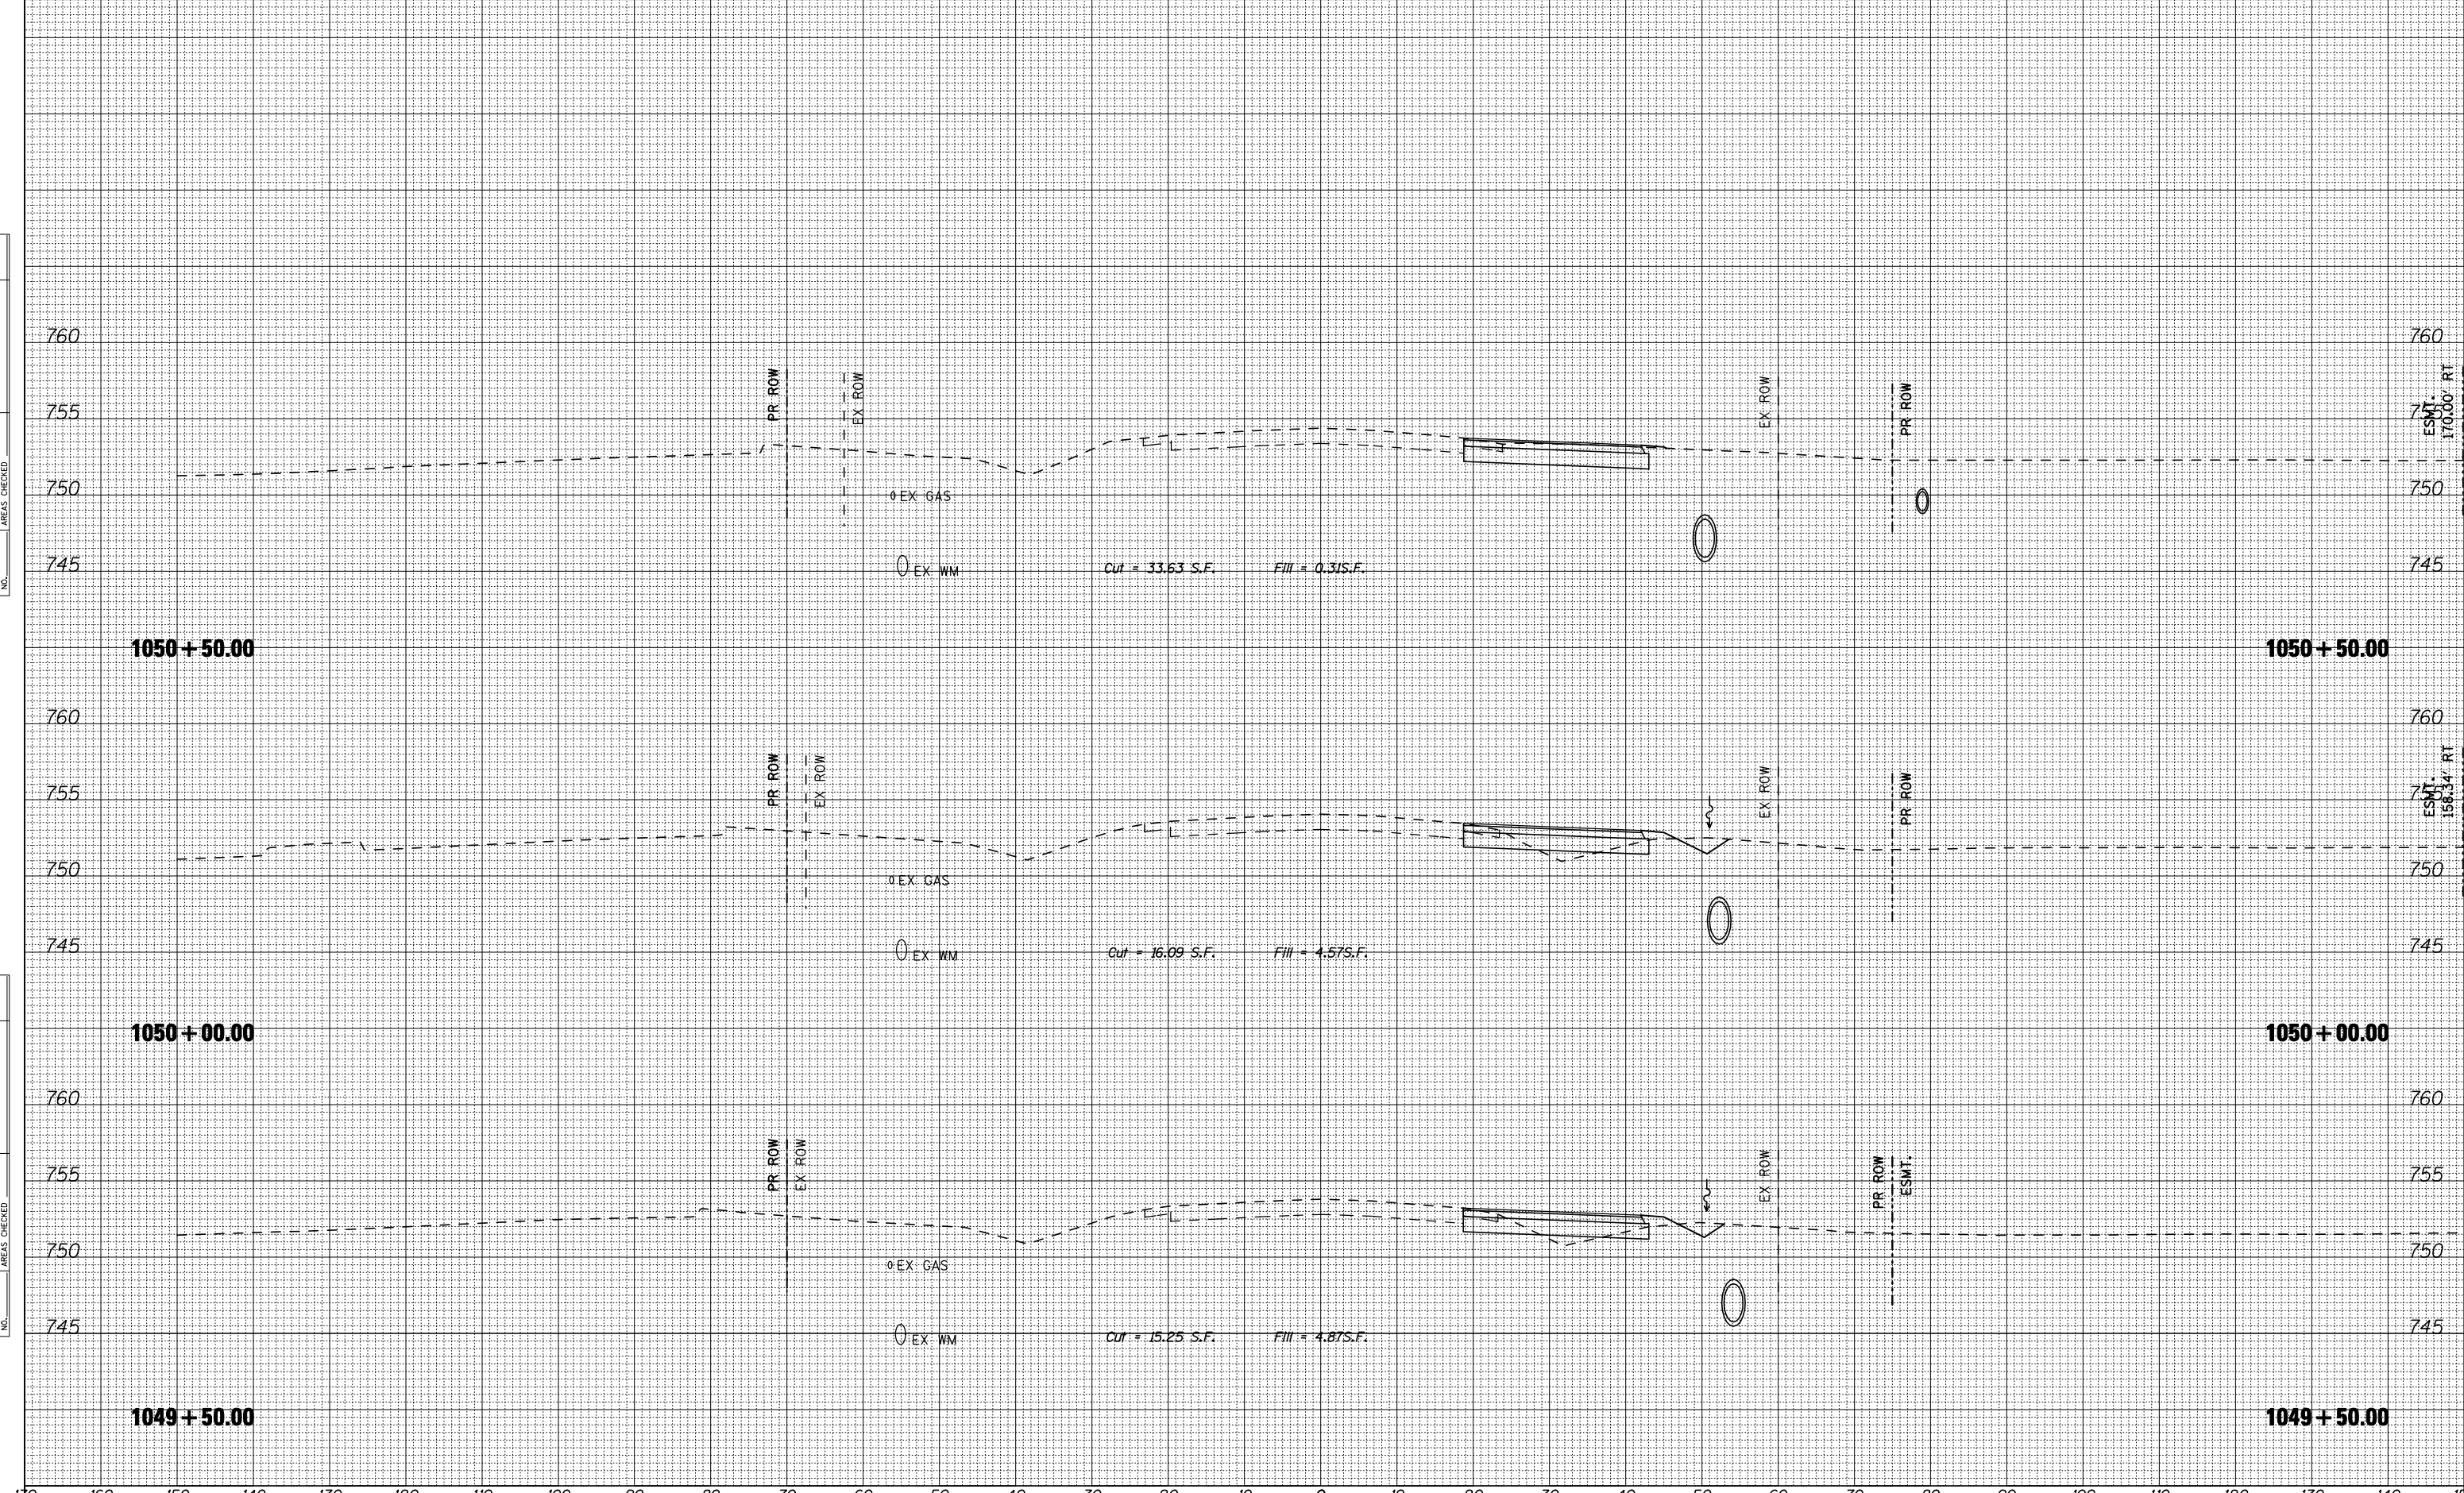 760 760
PR ROW EX ROW EX ROW PR ROW ESMT. 170.00' RT
755 755
750 EX GAS 750
745 EX WM Cut = 33.63 S.F. Fill = 0.31S.F. 745
AREAS CHECKED
NO.
1050+50.00 1050+50.00
760 760
PR ROW EX ROW EX ROW PR ROW ESMT. 158.34' RT
755 755
750 EX GAS 750
745 EX WM Cut = 16.09 S.F. Fill = 4.57S.F. 745
1050+00.00 1050+00.00
760 760
PR ROW EX ROW EX ROW PR ROW ESMT.
755 755
750 EX GAS 750
745 EX WM Cut = 15.25 S.F. Fill = 4.87S.F. 745
AREAS CHECKED
NO.
1049+50.00 1049+50.00